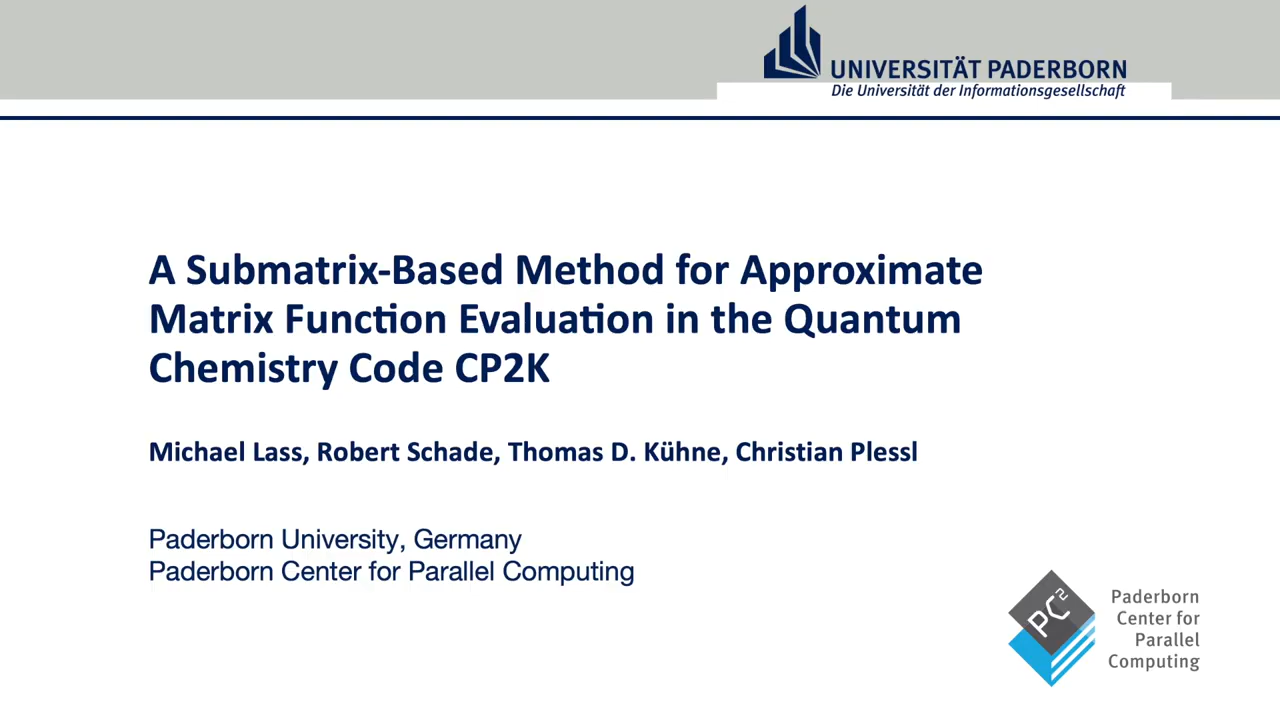 UNIVERSITÄT PADERBORN
Die Universität der Informationsgesellschaft
A Submatrix-Based Method for Approximate
Matrix Function Evaluation in the Quantum
Chemistry Code CP2K
Michael Lass, Robert Schade, Thomas D. Kühne, Christian Plessl
Paderborn University, Germany
Paderborn Center for Parallel Computing
PC²
Paderborn
Center for
Parallel
Computing